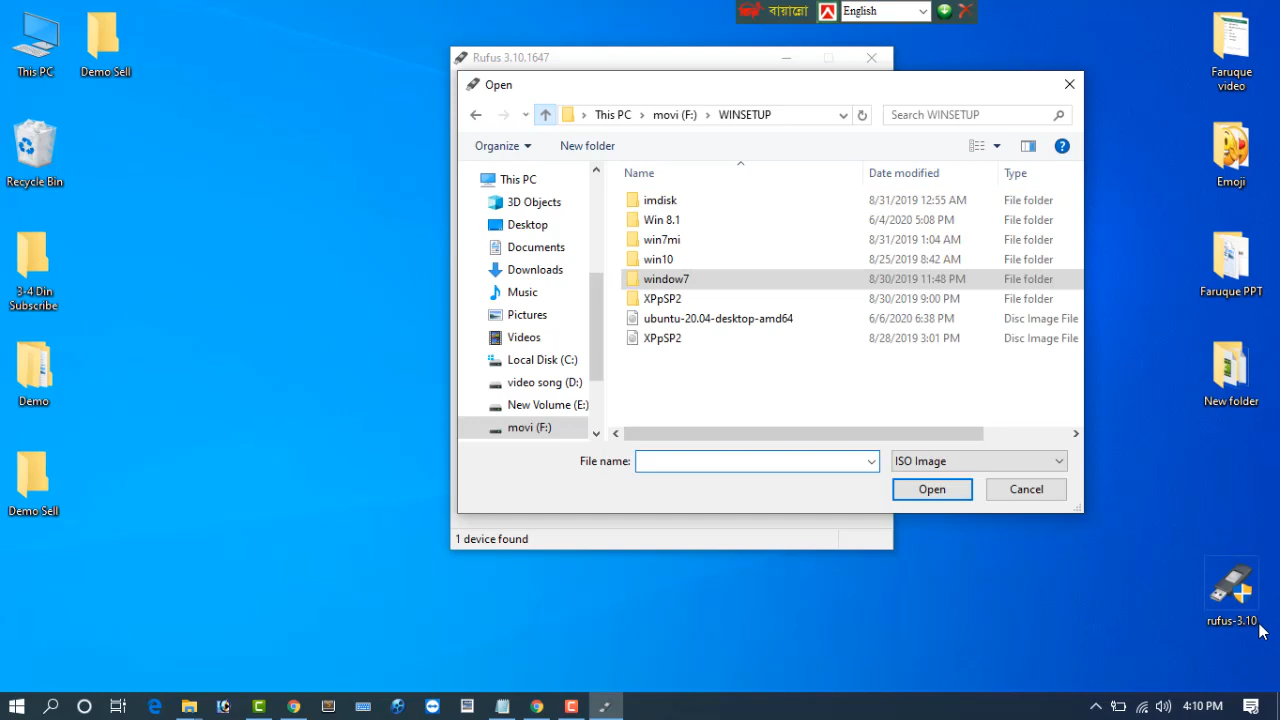 বায়ান্নো
English
This PC
Demo Sell
Recycle Bin
3-4 Din
Subscribe
Demo
Demo Sell
Faruque
video
Emoji
Faruque PPT
New folder
rufus-3.10
Rufus 3.10.1647
Open
This PC
movi (F:)
WINSETUP
Search WINSETUP
Organize
New folder
This PC
3D Objects
Desktop
Documents
Downloads
Music
Pictures
Videos
Local Disk (C:)
video song (D:)
New Volume (E:)
movi (F:)
Name Date modified Type
imdisk 8/31/2019 12:55 AM File folder
Win 8.1 6/4/2020 5:08 PM File folder
win7mi 8/31/2019 1:04 AM File folder
win10 8/25/2019 8:42 AM File folder
window7 8/30/2019 11:48 PM File folder
XPpSP2 8/30/2019 9:00 PM File folder
ubuntu-20.04-desktop-amd64 6/6/2020 6:38 PM Disc Image File
XPpSP2 8/28/2019 3:01 PM Disc Image File
File name:
ISO Image
Open
Cancel
1 device found
4:10 PM